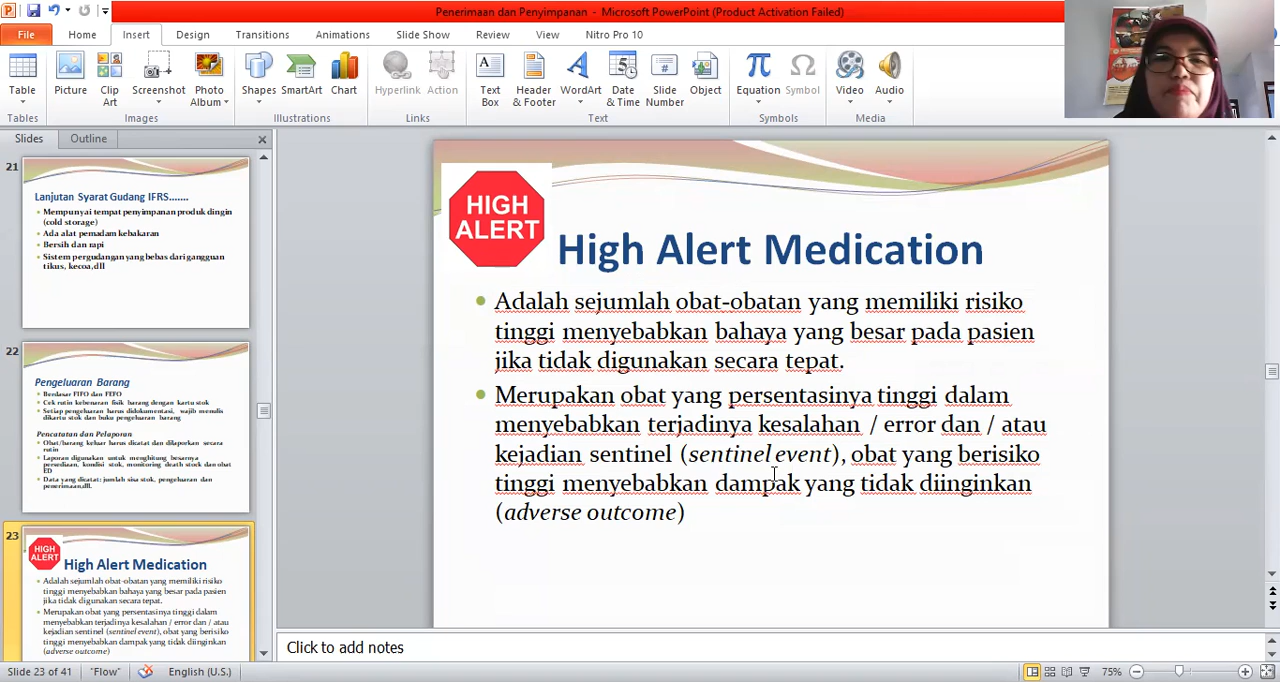 Penerimaan dan Penyimpanan - Microsoft PowerPoint (Product Activation Failed)
File Home Insert Design Transitions Animations Slide Show Review View Nitro Pro 10
Table
Picture
Clip Art
Screenshot
Photo Album
Shapes
SmartArt
Chart
Hyperlink
Action
Text Box
Header & Footer
WordArt
Date & Time
Slide Number
Object
Equation
Symbol
Video
Audio
Tables Images Illustrations Links Text Symbols Media
Slides Outline
21
Lanjutan Syarat Gudang IFRS.......
Mempunyai tempat penyimpanan produk dingin
(cold storage)
Ada alat pemadam kebakaran
Bersih dan rapi
Sistem pergudangan yang bebas dari gangguan
tikus, kecoa,dll
22
Pengeluaran Barang
Berdasar FIFO dan FEFO
Cek rutin kebenaran fisik barang dengan kartu stok
Setiap pengeluaran harus didokumentasi, wajib menulis
dikartu stok dan buku pengeluaran barang
Pencatatan dan Pelaporan
Obat/barang keluar harus dicatat dan dilaporkan secara
rutin
Laporan digunakan untuk menghitung besarnya
persediaan, kondisi stok, monitoring death stock dan obat
ED
Data yang dicatat: jumlah sisa stok, pengeluaran dan
penerimaan,dll.
23
HIGH
ALERT
High Alert Medication
Adalah sejumlah obat-obatan yang memiliki risiko
tinggi menyebabkan bahaya yang besar pada pasien
jika tidak digunakan secara tepat.
Merupakan obat yang persentasinya tinggi dalam
menyebabkan terjadinya kesalahan / error dan / atau
kejadian sentinel (sentinel event), obat yang berisiko
tinggi menyebabkan dampak yang tidak diinginkan
(adverse outcome)
HIGH
ALERT
High Alert Medication
Adalah sejumlah obat-obatan yang memiliki risiko
tinggi menyebabkan bahaya yang besar pada pasien
jika tidak digunakan secara tepat.
Merupakan obat yang persentasinya tinggi dalam
menyebabkan terjadinya kesalahan / error dan / atau
kejadian sentinel (sentinel event), obat yang berisiko
tinggi menyebabkan dampak yang tidak diinginkan
(adverse outcome)
Click to add notes
Slide 23 of 41 "Flow" English (U.S.) 75%